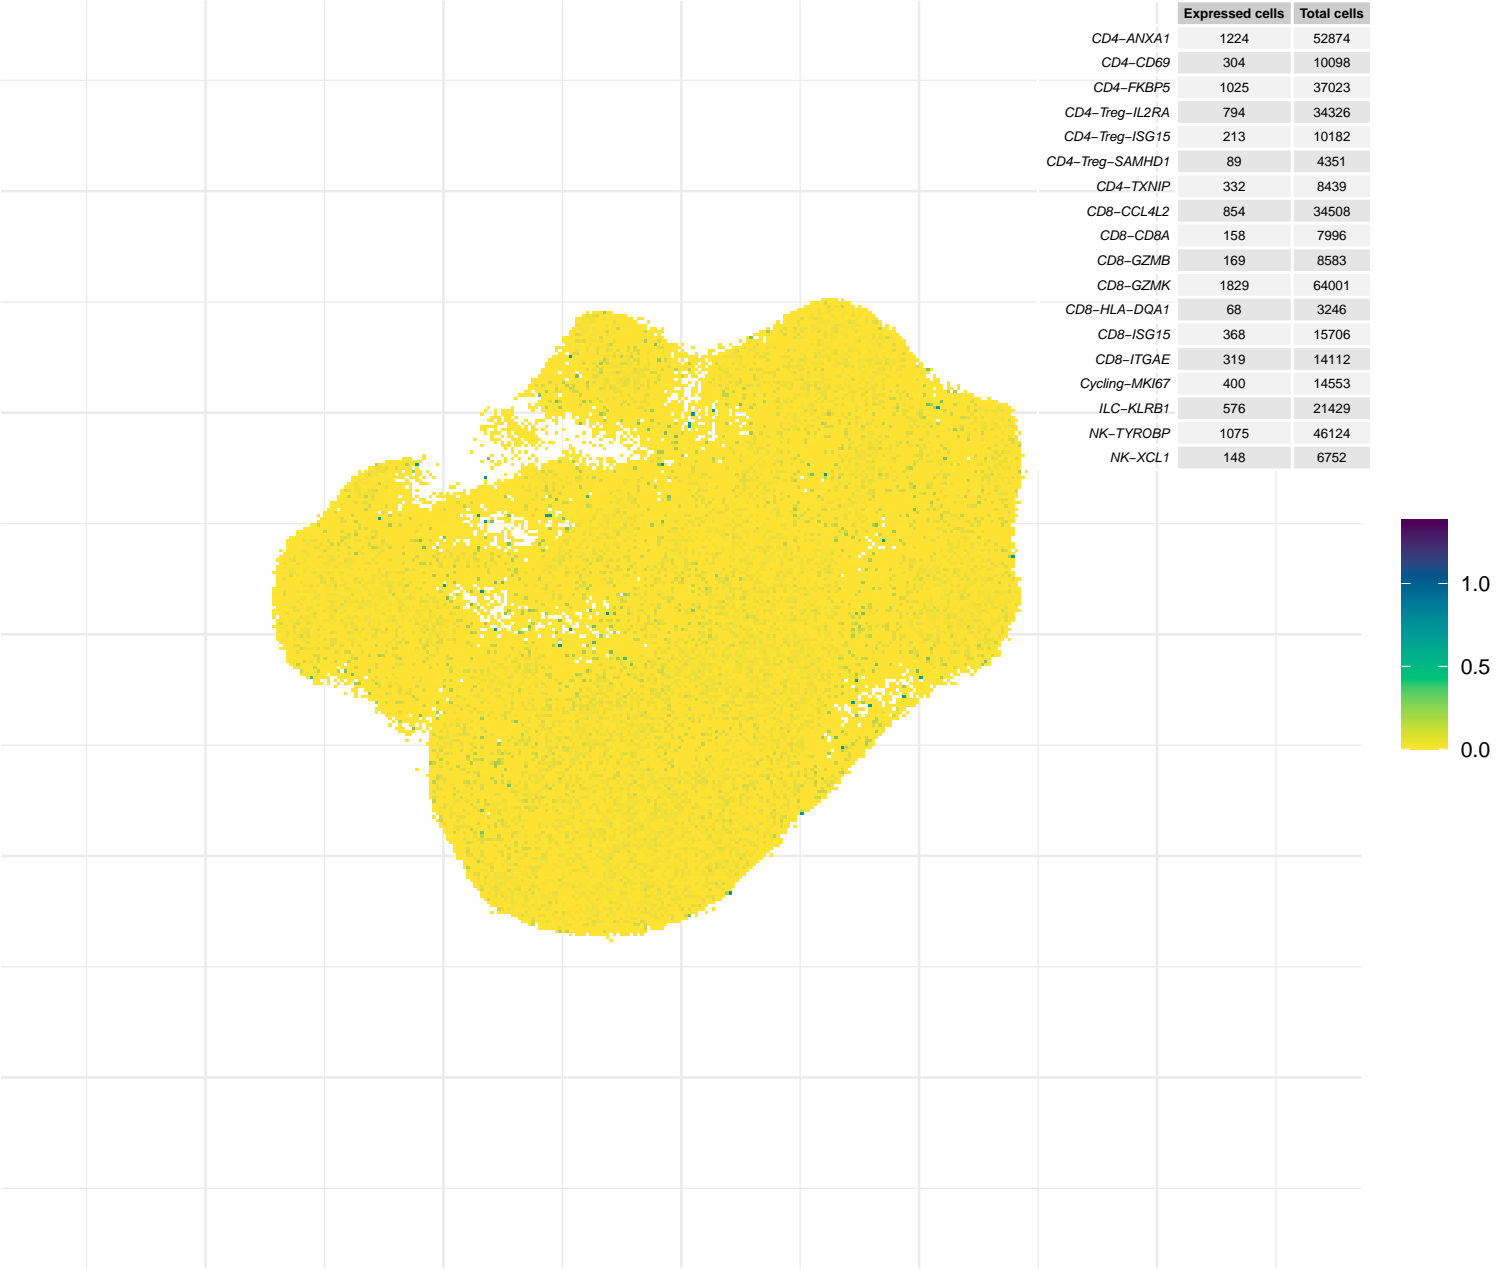 Expressed cells Total cells
CD4−ANXA1 1224 52874
CD4−CD69 304 10098
CD4−FKBP5 1025 37023
CD4−Treg−IL2RA 794 34326
CD4−Treg−ISG15 213 10182
CD4−Treg−SAMHD1 89 4351
CD4−TXNIP 332 8439
CD8−CCL4L2 854 34508
CD8−CD8A 158 7996
CD8−GZMB 169 8583
CD8−GZMK 1829 64001
CD8−HLA−DQA1 68 3246
CD8−ISG15 368 15706
CD8−ITGAE 319 14112
Cycling−MKI67 400 14553
ILC−KLRB1 576 21429
NK−TYROBP 1075 46124
NK−XCL1 148 6752
1.0
0.5
0.0